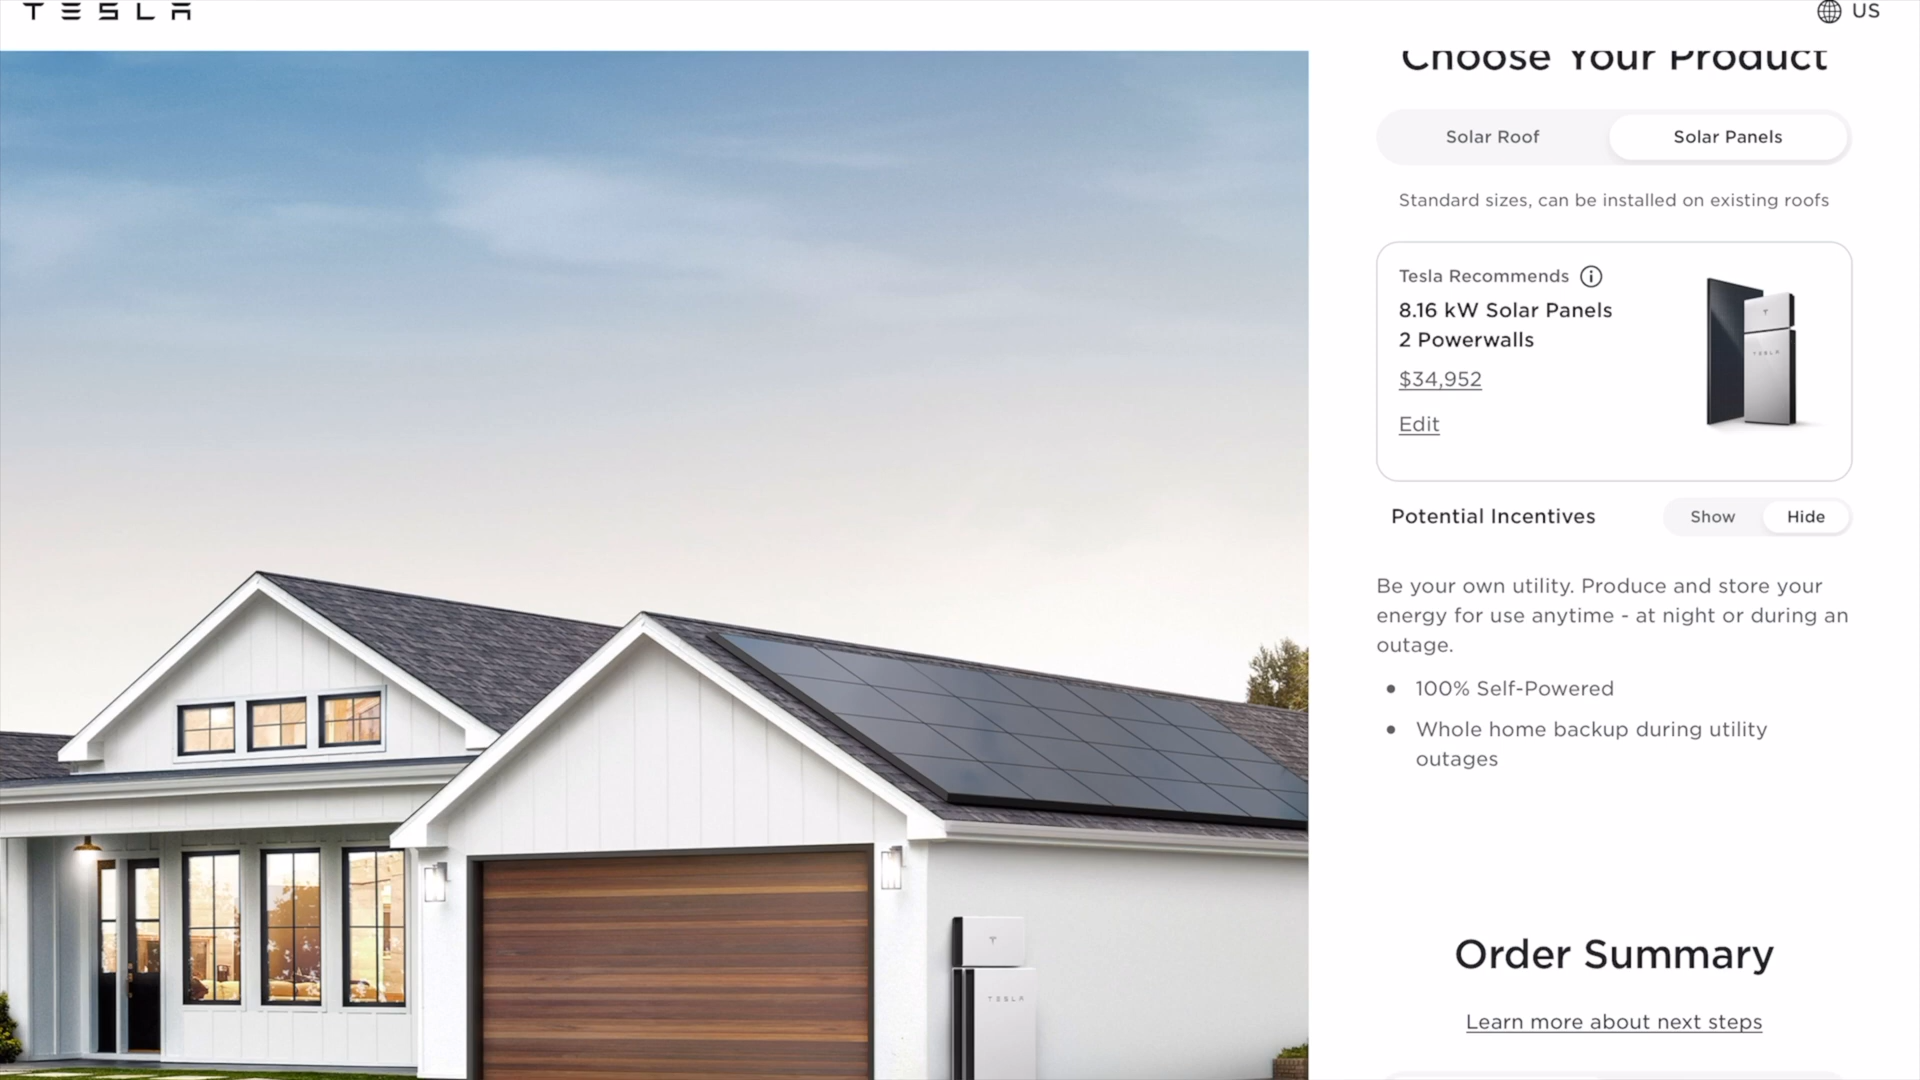 TESLA
US
Choose Your Product
Solar Roof
Solar Panels
Standard sizes, can be installed on existing roofs
Tesla Recommends
8.16 kW Solar Panels
2 Powerwalls
$34,952
Edit
TESLA
Potential Incentives
Show
Hide
Be your own utility. Produce and store your
energy for use anytime - at night or during an
outage.
100% Self-Powered
Whole home backup during utility
outages
TESLA
Order Summary
Learn more about next steps